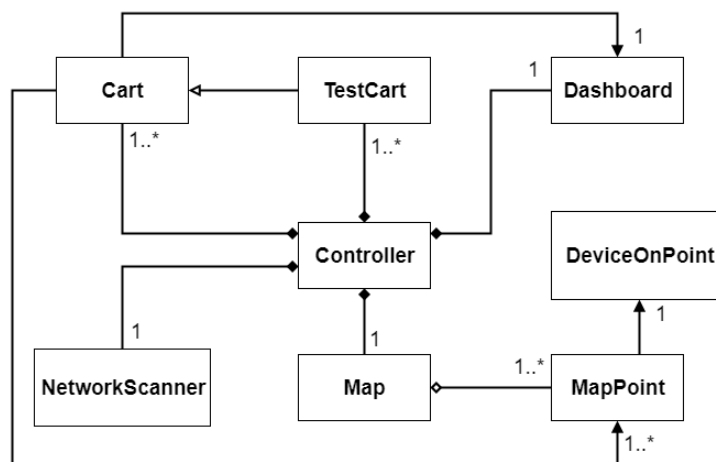 1
1
Cart
TestCart
Dashboard
1..*
1..*
Controller
DeviceOnPoint
1
1
1
NetworkScanner
Map
1..*
MapPoint
1..*